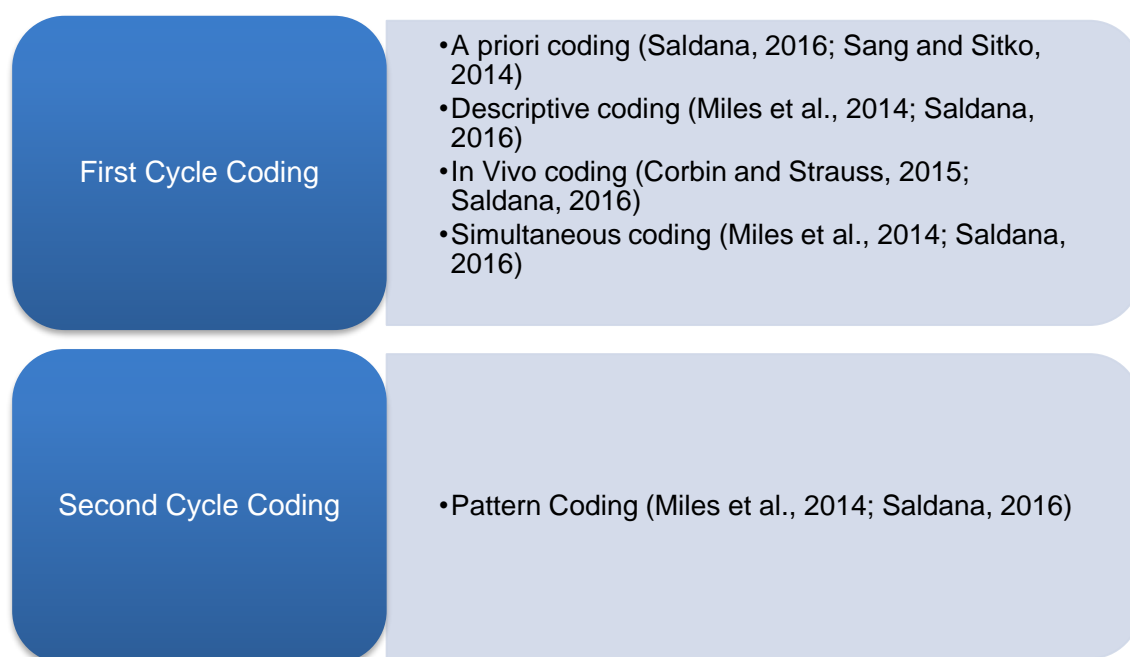 First Cycle Coding
•A priori coding (Saldana, 2016; Sang and Sitko,
2014)
•Descriptive coding (Miles et al., 2014; Saldana,
2016)
•In Vivo coding (Corbin and Strauss, 2015;
Saldana, 2016)
•Simultaneous coding (Miles et al., 2014; Saldana,
2016)
Second Cycle Coding
•Pattern Coding (Miles et al., 2014; Saldana, 2016)